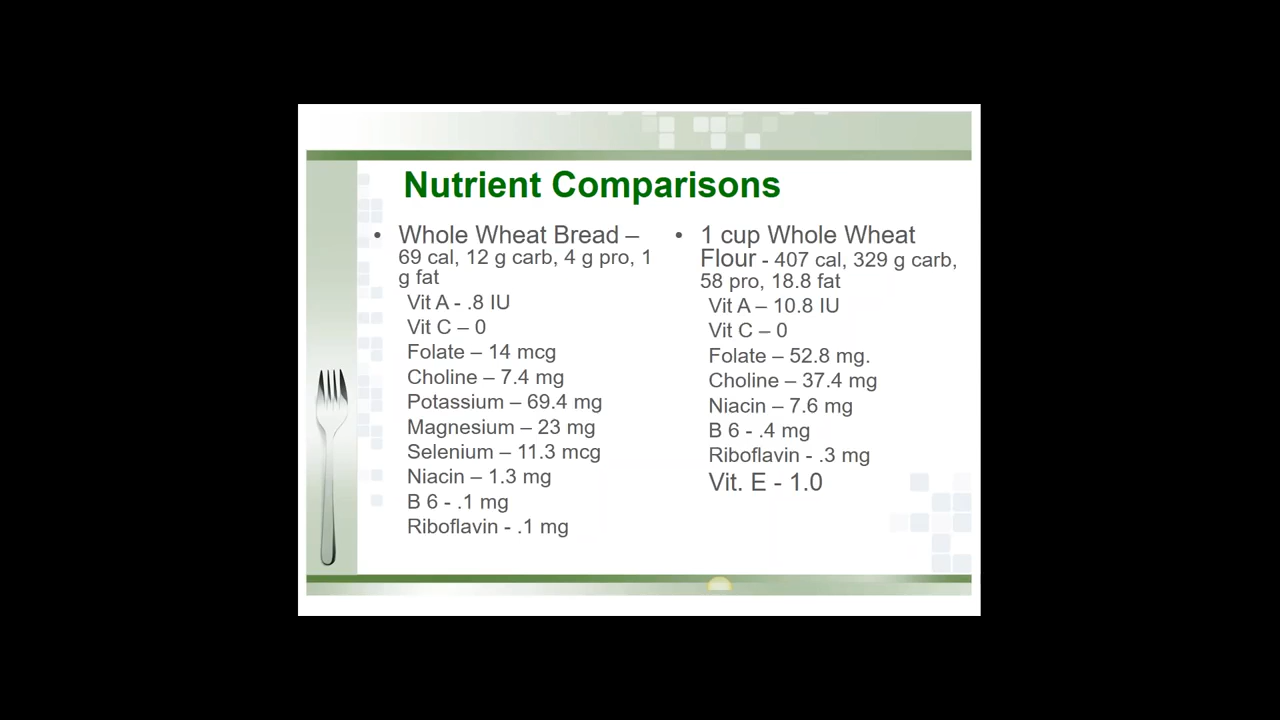 Nutrient Comparisons
• Whole Wheat Bread –
69 cal, 12 g carb, 4 g pro, 1
g fat
Vit A - .8 IU
Vit C – 0
Folate – 14 mcg
Choline – 7.4 mg
Potassium – 69.4 mg
Magnesium – 23 mg
Selenium – 11.3 mcg
Niacin – 1.3 mg
B 6 - .1 mg
Riboflavin - .1 mg
• 1 cup Whole Wheat
Flour - 407 cal, 329 g carb,
58 pro, 18.8 fat
Vit A – 10.8 IU
Vit C – 0
Folate – 52.8 mg.
Choline – 37.4 mg
Niacin – 7.6 mg
B 6 - .4 mg
Riboflavin - .3 mg
Vit. E - 1.0